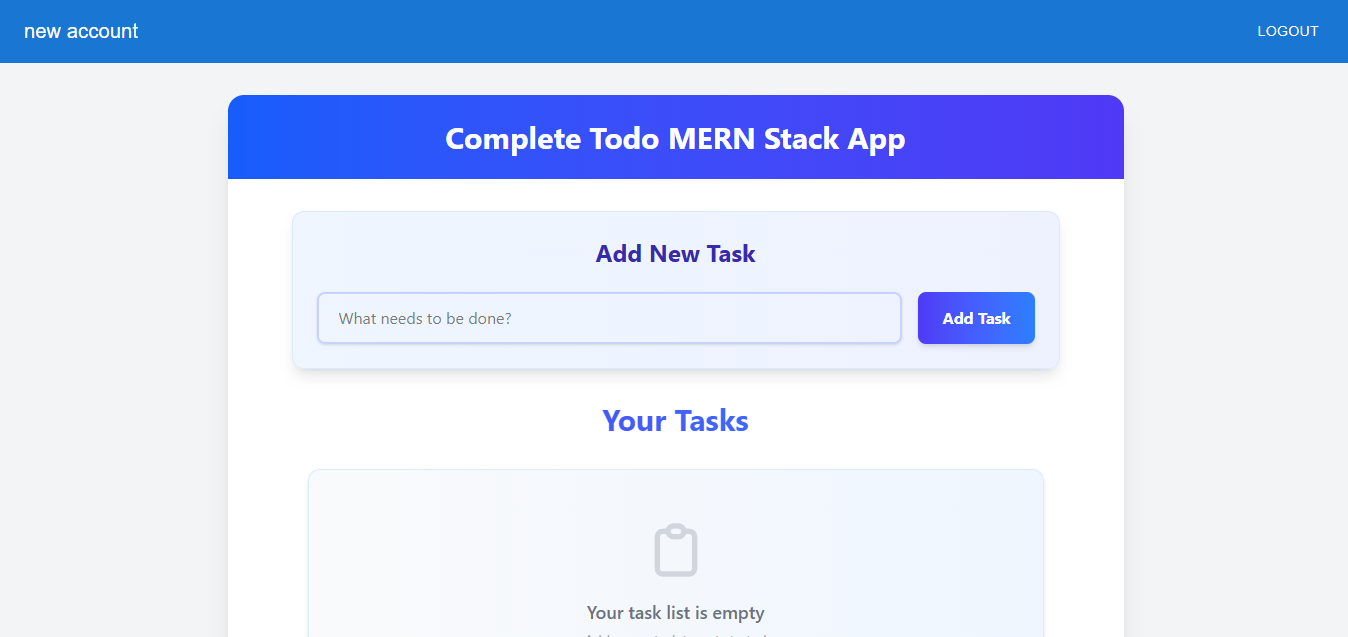 new account
LOGOUT
Complete Todo MERN Stack App
Add New Task
What needs to be done?
Add Task
Your Tasks
Your task list is empty